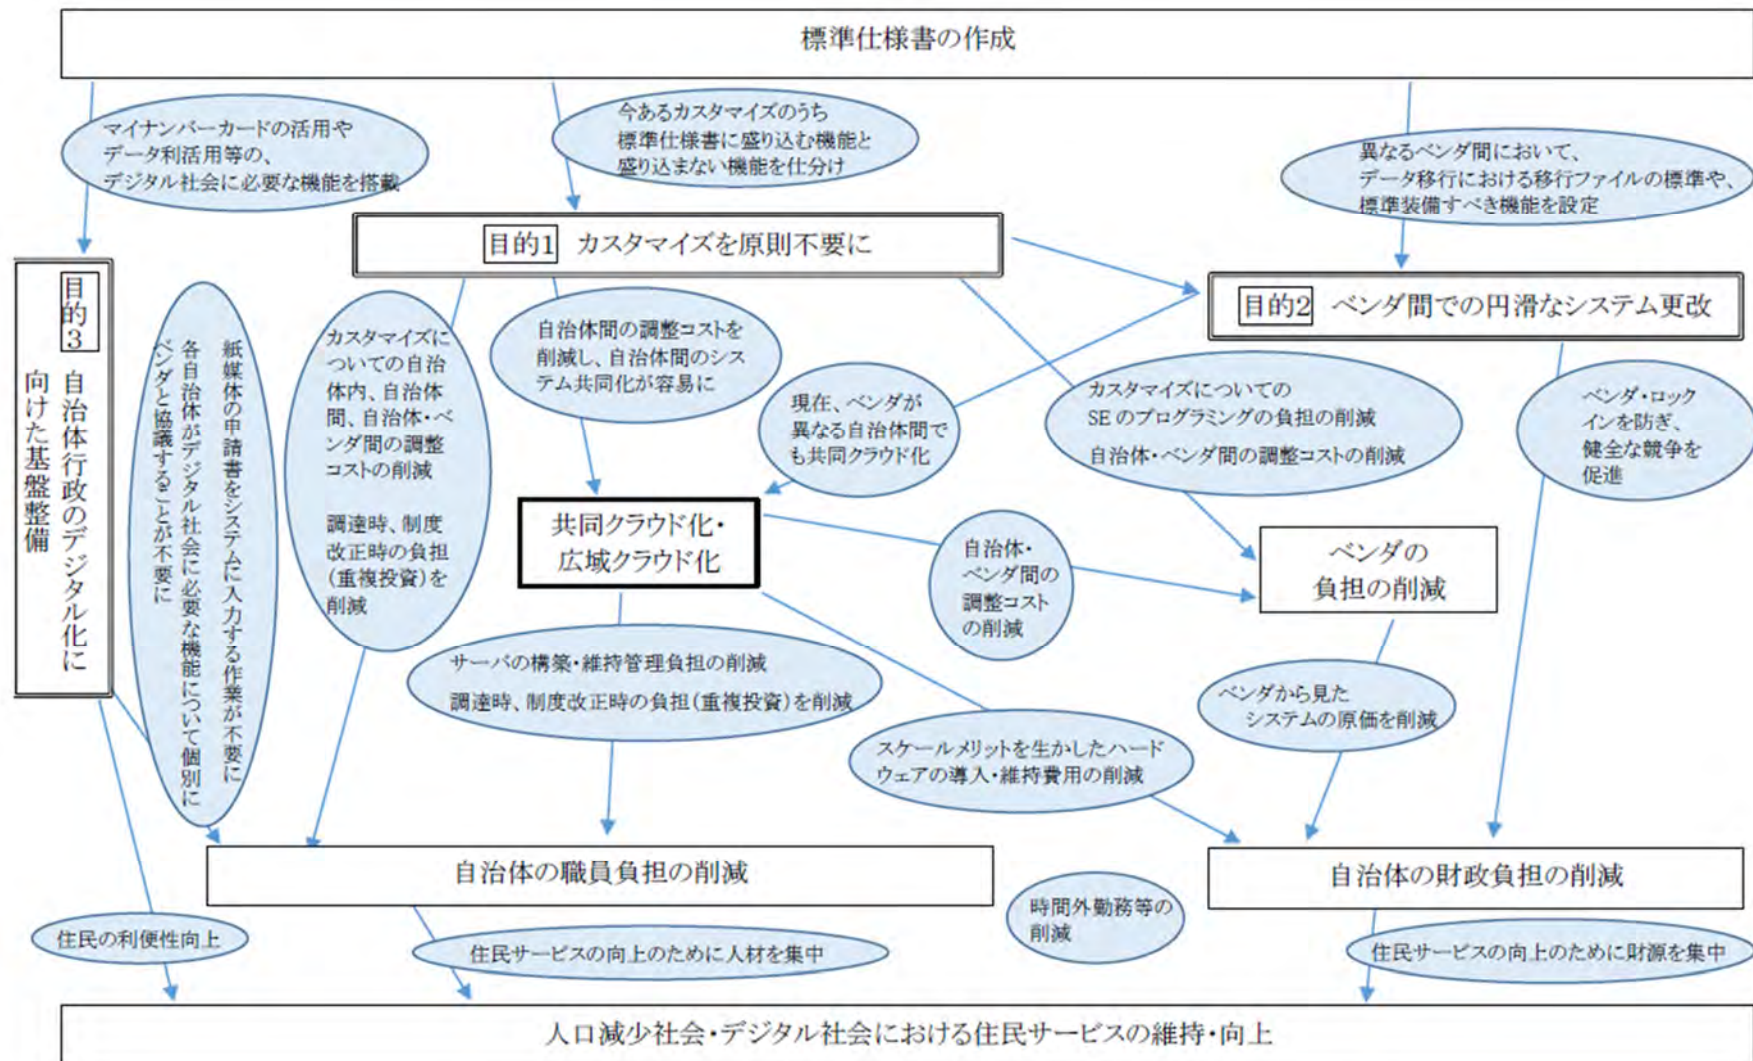 標準仕様書の作成
マイナンバーカードの活用や
データ利活用等の、
デジタル社会に必要な機能を搭載
今あるカスタマイズのうち
標準仕様書に盛り込む機能と
盛り込まない機能を仕分け
異なるベンダ間において、
データ移行における移行ファイルの標準や、
標準装備すべき機能を設定
目的1 カスタマイズを原則不要に
目的2 ベンダ間での円滑なシステム更改
目的3 自治体行政のデジタル化に
向けた基盤整備
紙媒体の申請書をシステムに入力する作業が不要に
各自治体がデジタル社会に必要な機能について個別に
ベンダと協議することが不要に
カスタマイズに
ついての自治
体内、自治体
間、自治体・ベ
ンダ間の調整
コストの削減
調達時、制度
改正時の負担
(重複投資)を
削減
自治体間の調整コストを
削減し、自治体間のシス
テム共同化が容易に
現在、ベンダが
異なる自治体間で
も共同クラウド化
カスタマイズについての
SEのプログラミングの負担の削減
自治体・ベンダ間の調整コストの削減
ベンダ・ロック
インを防ぎ、
健全な競争を
促進
共同クラウド化・
広域クラウド化
自治体・
ベンダ間の
調整コスト
の削減
ベンダの
負担の削減
サーバの構築・維持管理負担の削減
調達時、制度改正時の負担(重複投資)を削減
ベンダから見た
システムの原価を削減
スケールメリットを生かしたハード
ウェアの導入・維持費用の削減
自治体の職員負担の削減
自治体の財政負担の削減
時間外勤務等の
削減
住民の利便性向上
住民サービスの向上のために人材を集中
住民サービスの向上のために財源を集中
人口減少社会・デジタル社会における住民サービスの維持・向上